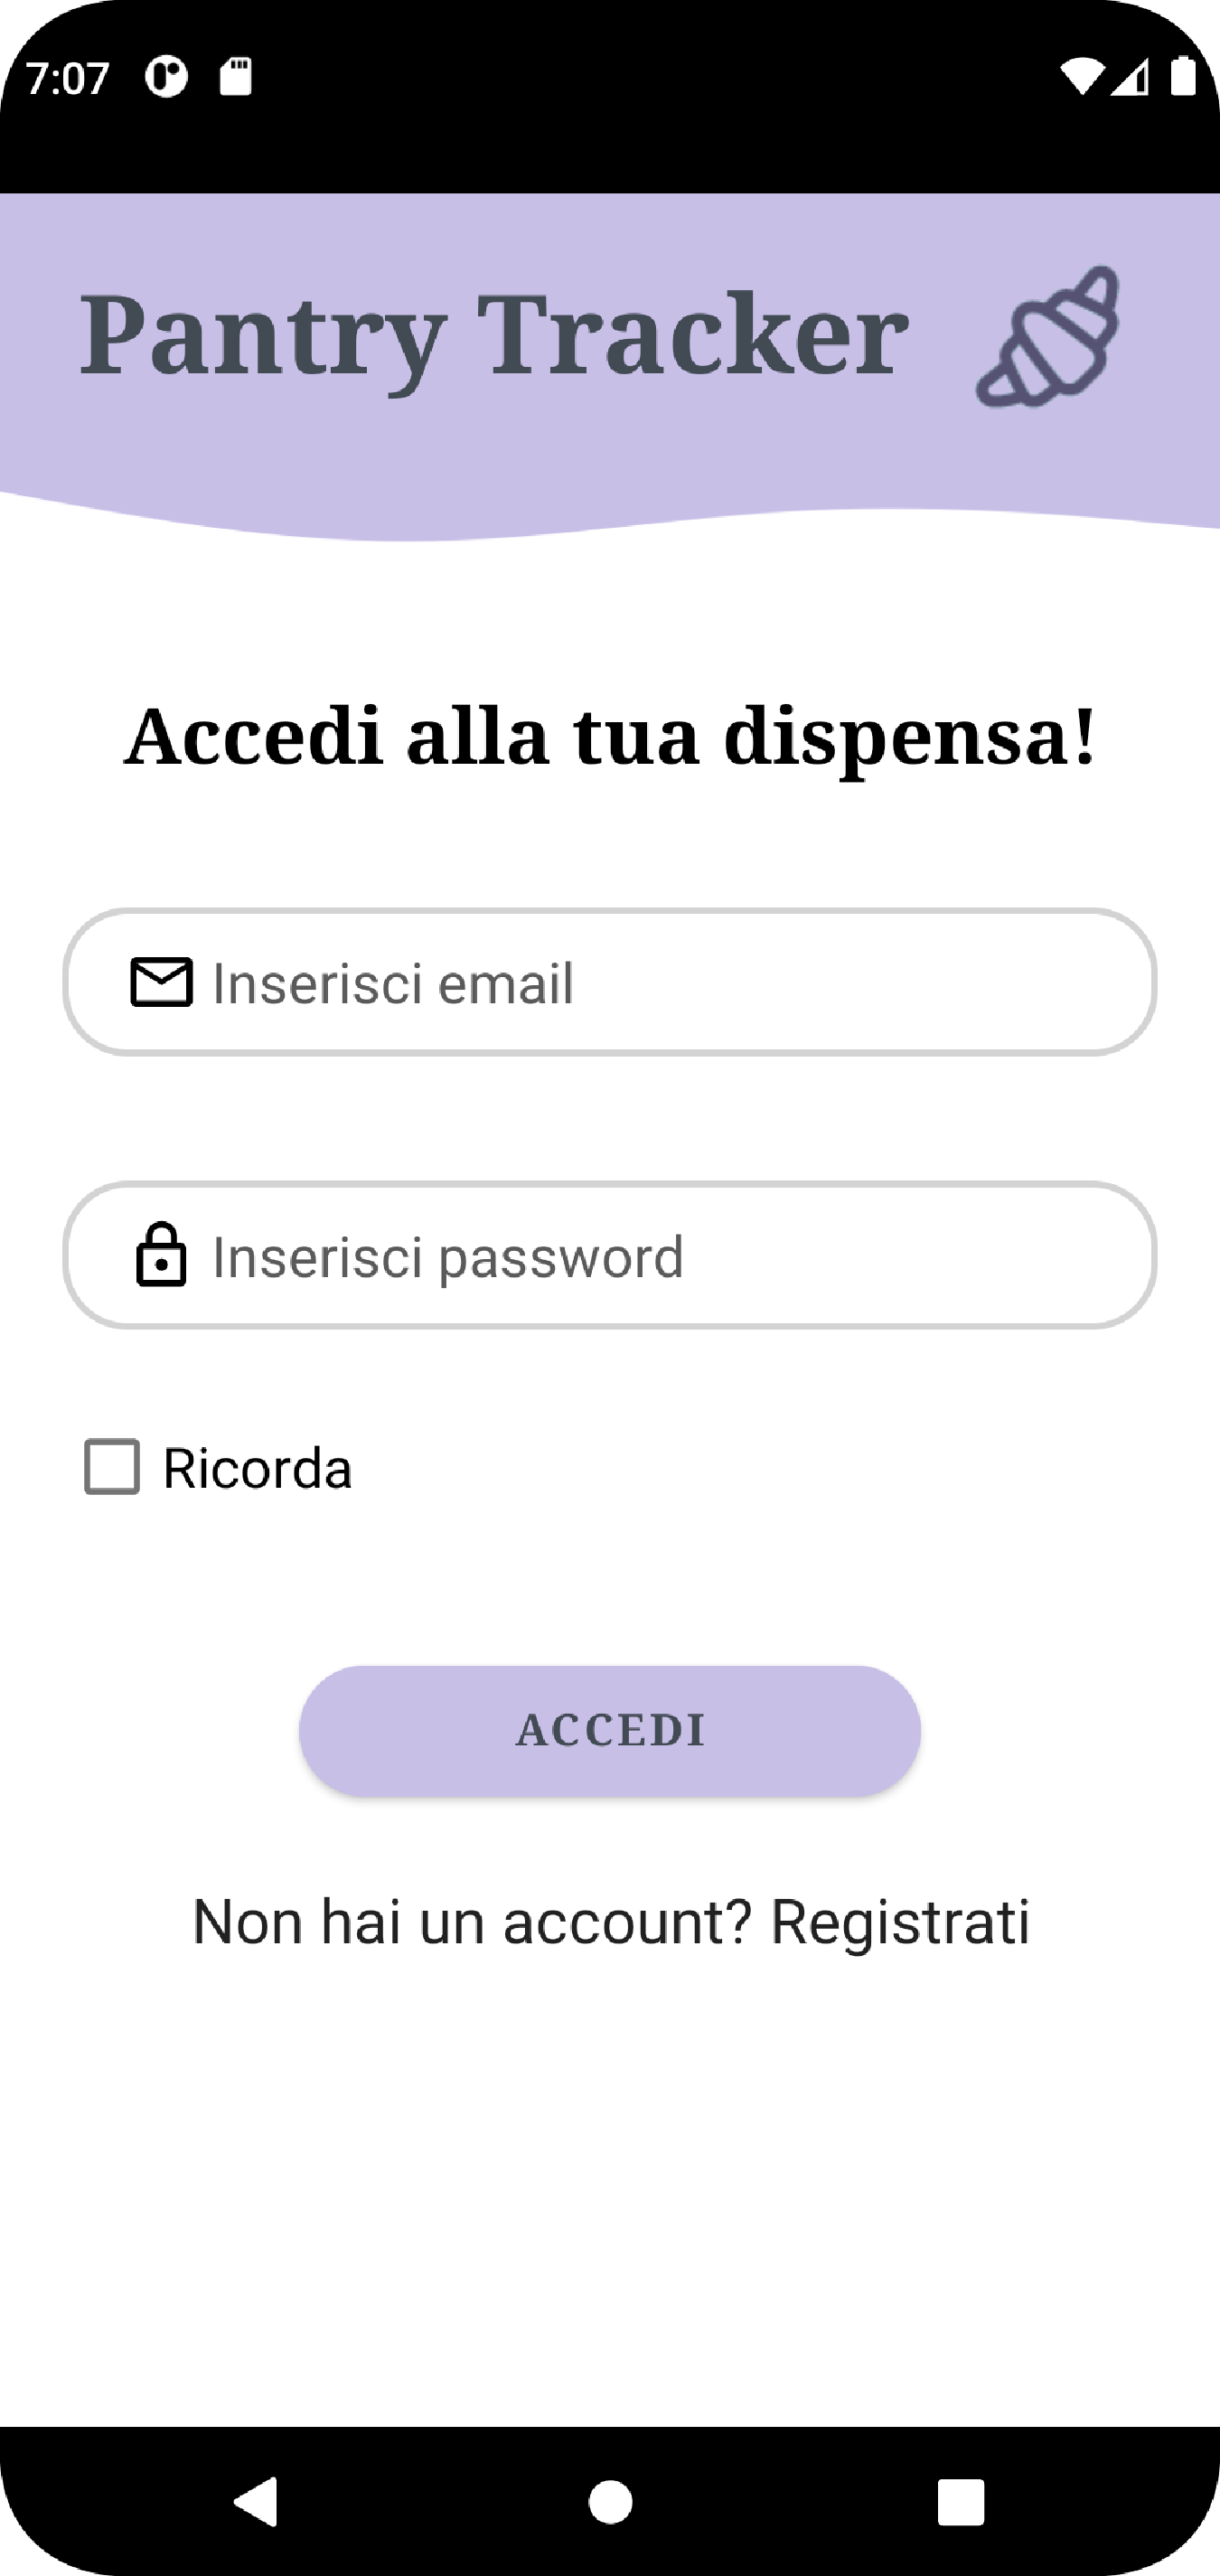 7:07
Pantry Tracker
Accedi alla tua dispensa!
Inserisci email
Inserisci password
Ricorda
ACCEDI
Non hai un account? Registrati